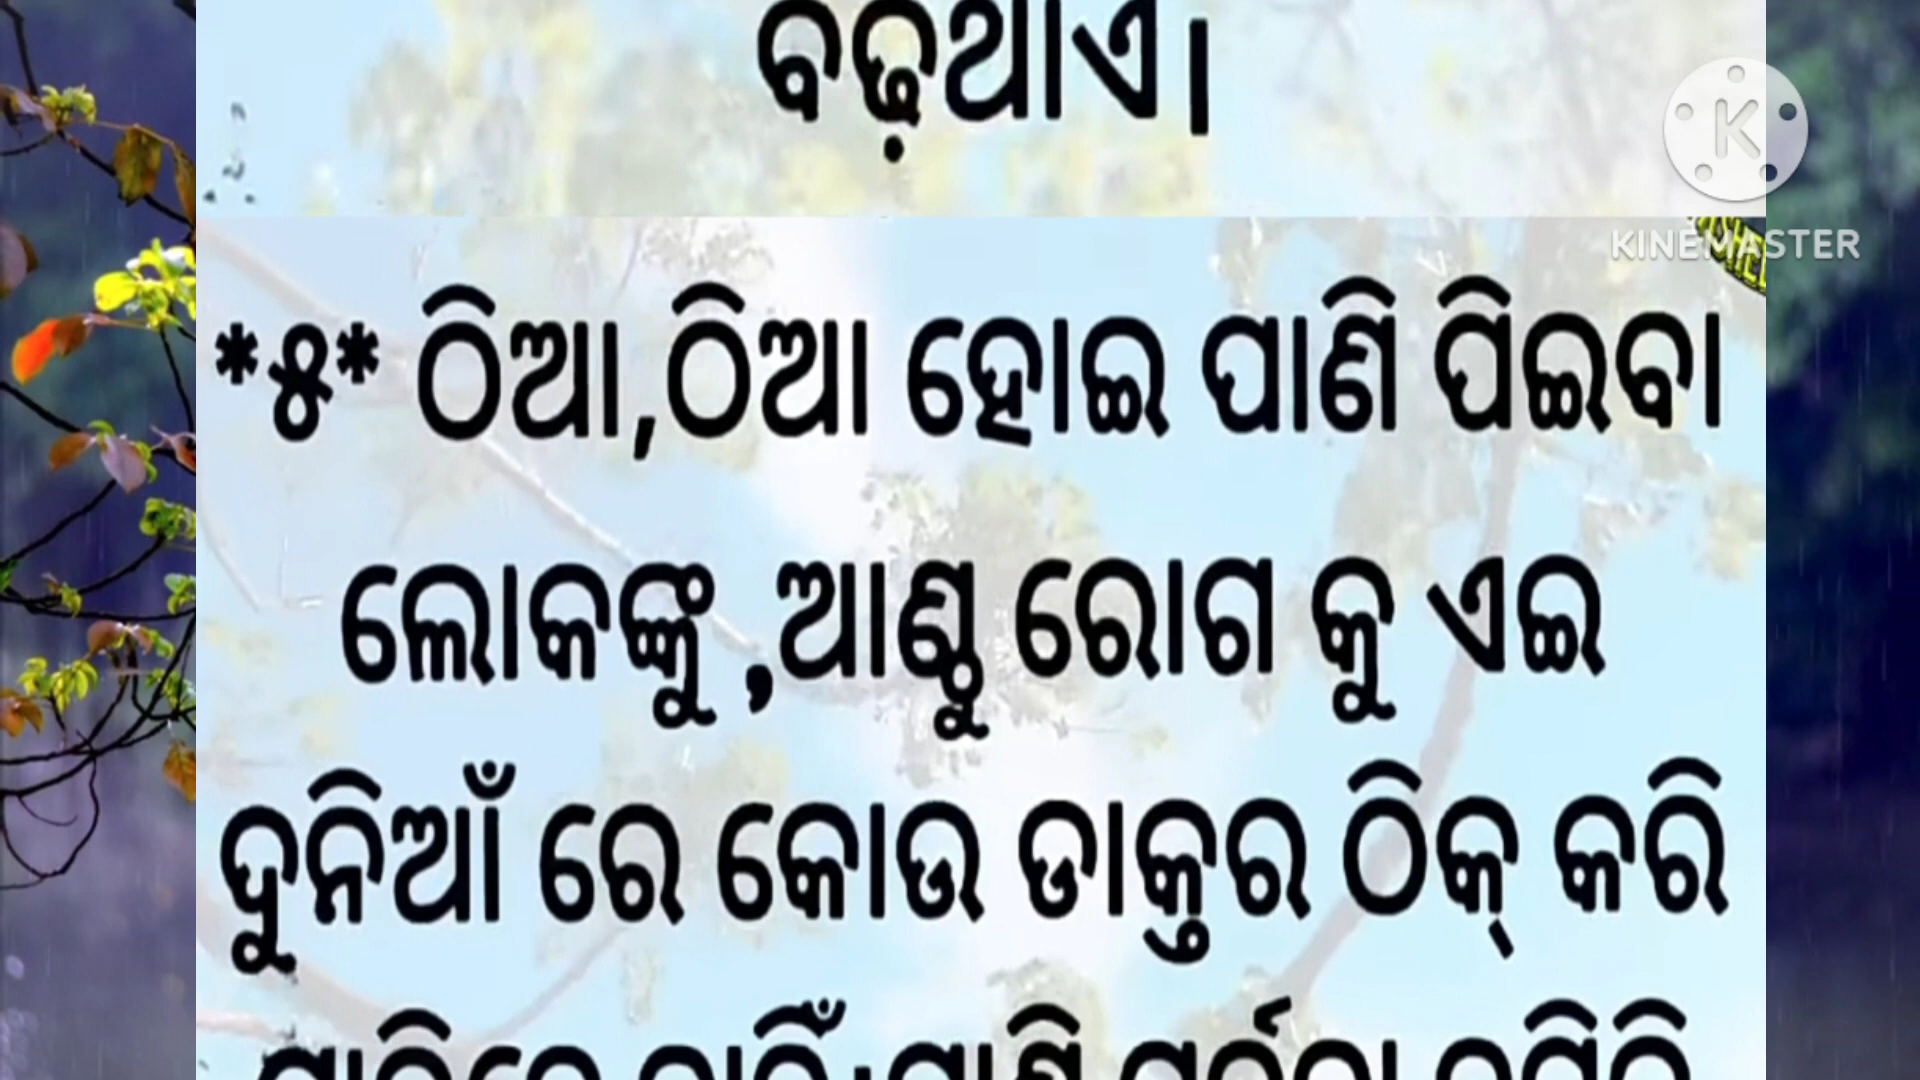 ବଢ଼ିଥାଏ।
KINEMASTER
*୫* ଠିଆ,ଠିଆ ହୋଇ ପାଣି ପିଇବା
ଲୋକଙ୍କୁ ,ଆଣ୍ଠୁ ରୋଗ କୁ ଏଇ
ଦୁନିଆଁ ରେ କୋଉ ଡାକ୍ତର ଠିକ୍ କରି